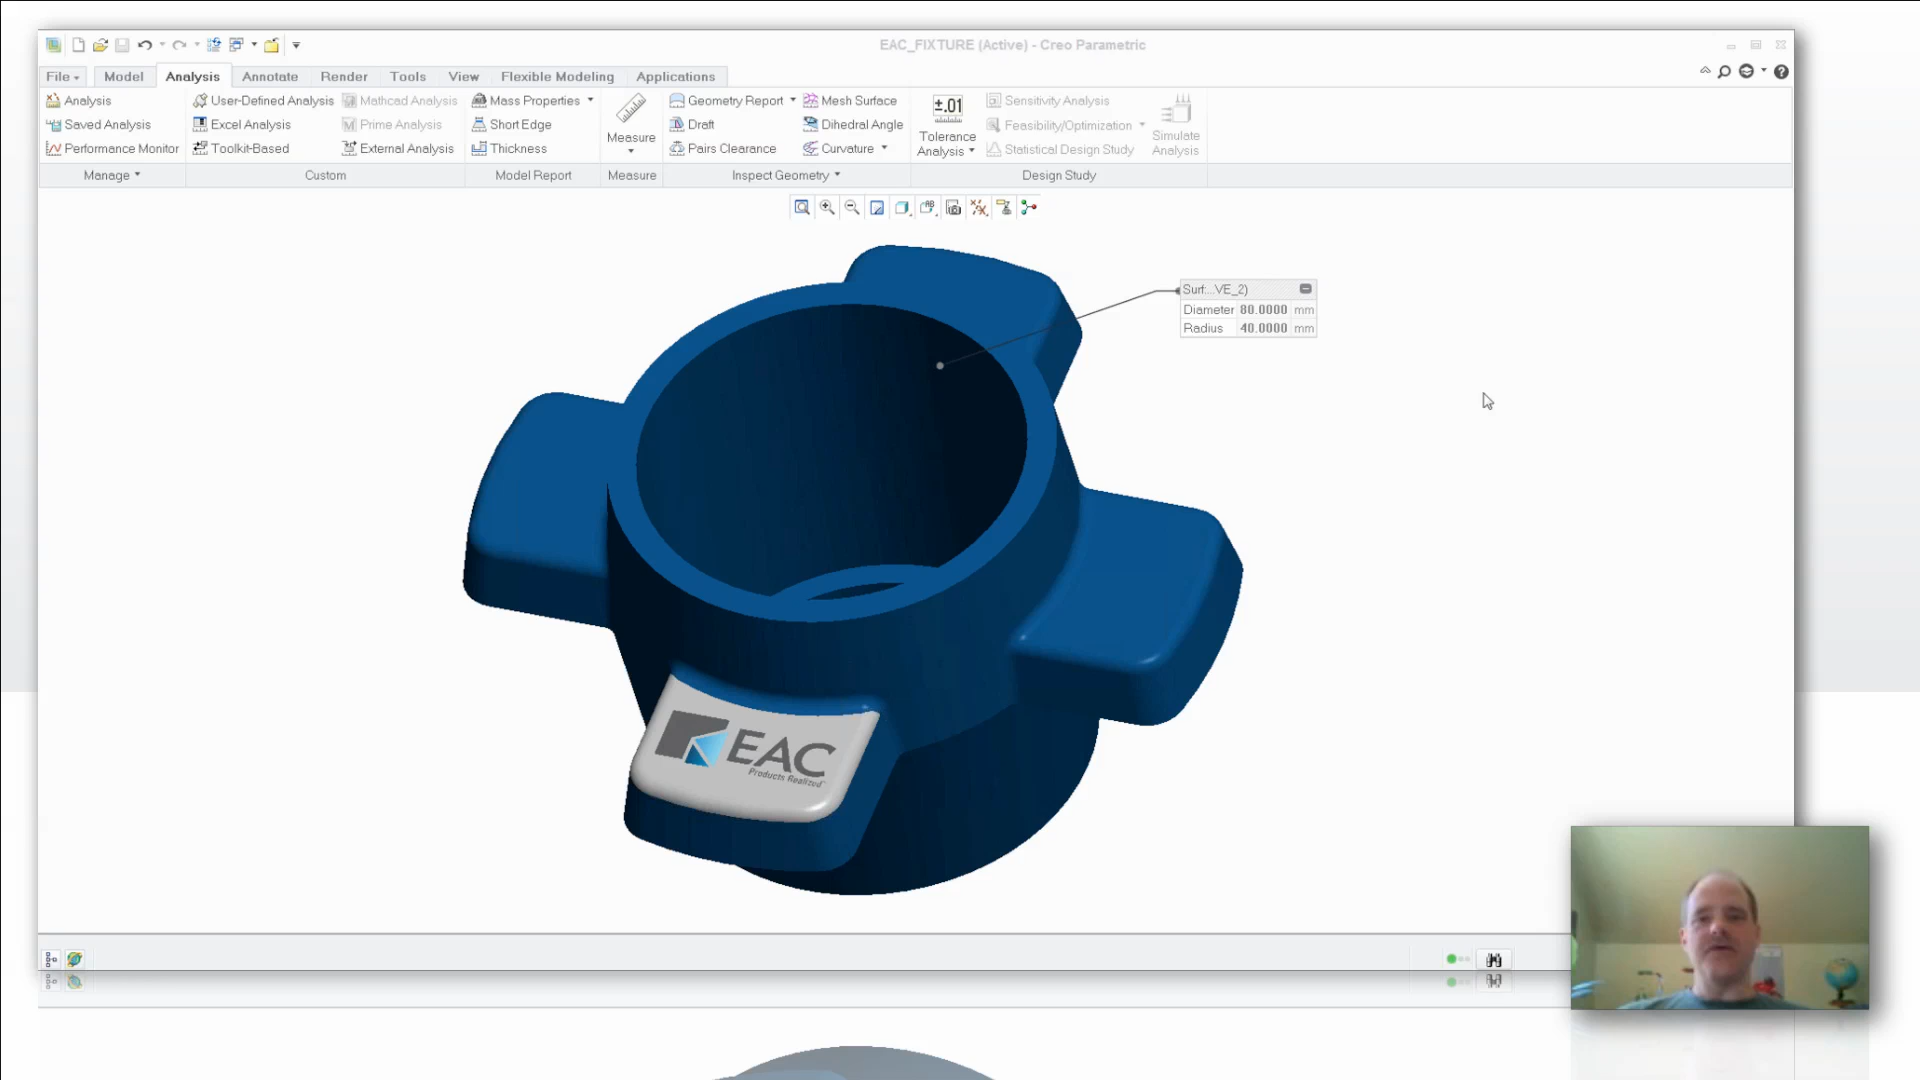 EAC_FIXTURE (Active) - Creo Parametric
File Model Analysis Annotate Render Tools View Flexible Modeling Applications
Analysis User-Defined Analysis Mathcad Analysis Mass Properties Geometry Report Mesh Surface ±.01 Sensitivity Analysis
Saved Analysis Excel Analysis Prime Analysis Short Edge Measure Draft Dihedral Angle Tolerance Analysis Feasibility/Optimization Simulate Analysis
Performance Monitor Toolkit-Based External Analysis Thickness Pairs Clearance Curvature Statistical Design Study
Manage Custom Model Report Measure Inspect Geometry Design Study
Surf:...VE_2)
Diameter 80.0000 mm
Radius 40.0000 mm
EAC
Products Realized